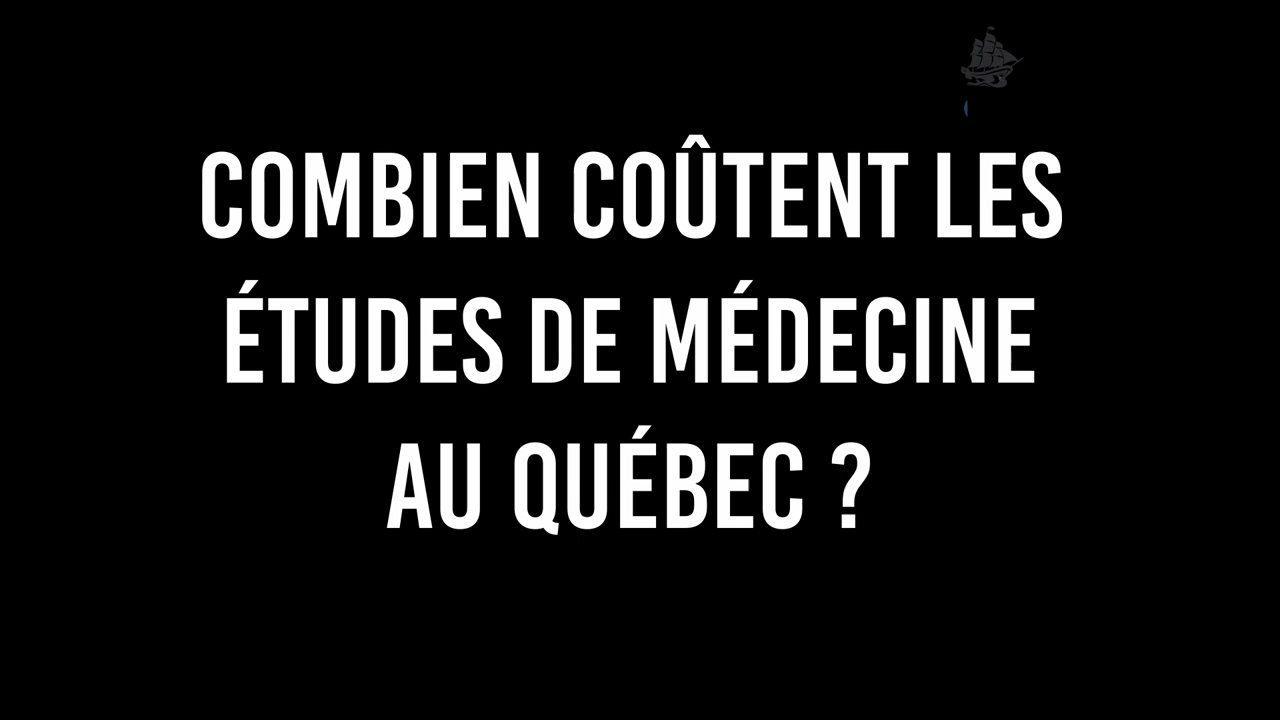 COMBIEN COÛTENT LES
ÉTUDES DE MÉDECINE
AU QUÉBEC ?